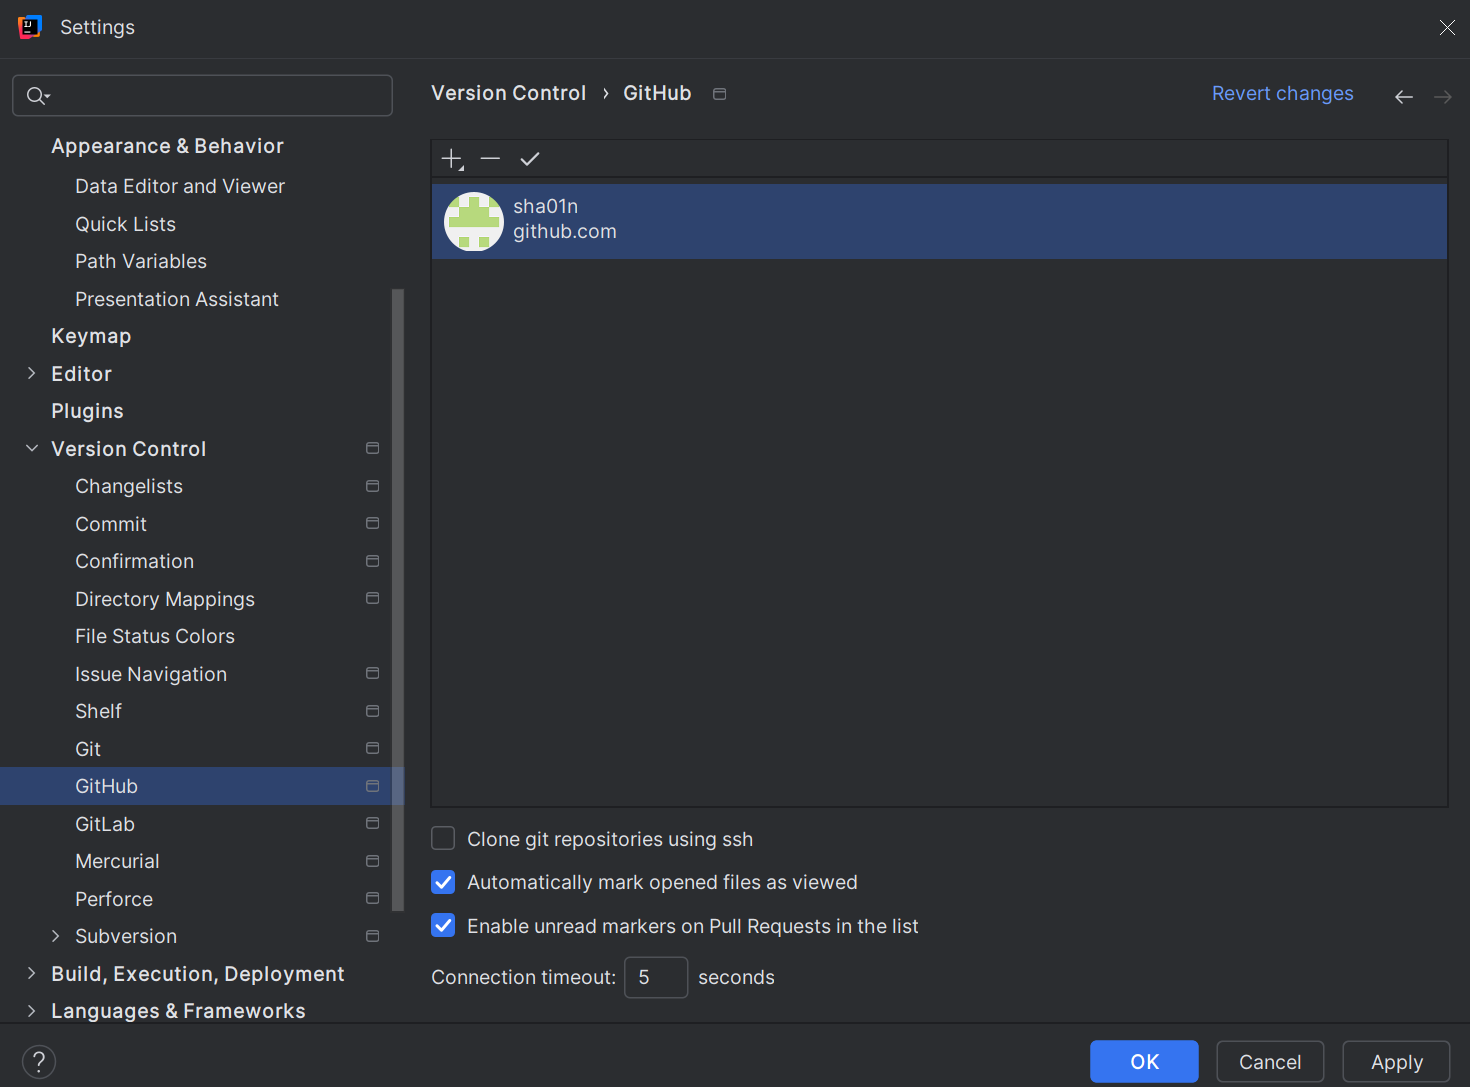 Settings
Version Control › GitHub
Revert changes
Appearance & Behavior
Data Editor and Viewer
Quick Lists
Path Variables
Presentation Assistant
Keymap
Editor
Plugins
Version Control
Changelists
Commit
Confirmation
Directory Mappings
File Status Colors
Issue Navigation
Shelf
Git
GitHub
GitLab
Mercurial
Perforce
Subversion
Build, Execution, Deployment
Languages & Frameworks
sha01n
github.com
Clone git repositories using ssh
Automatically mark opened files as viewed
Enable unread markers on Pull Requests in the list
Connection timeout: 5 seconds
?
OK
Cancel
Apply